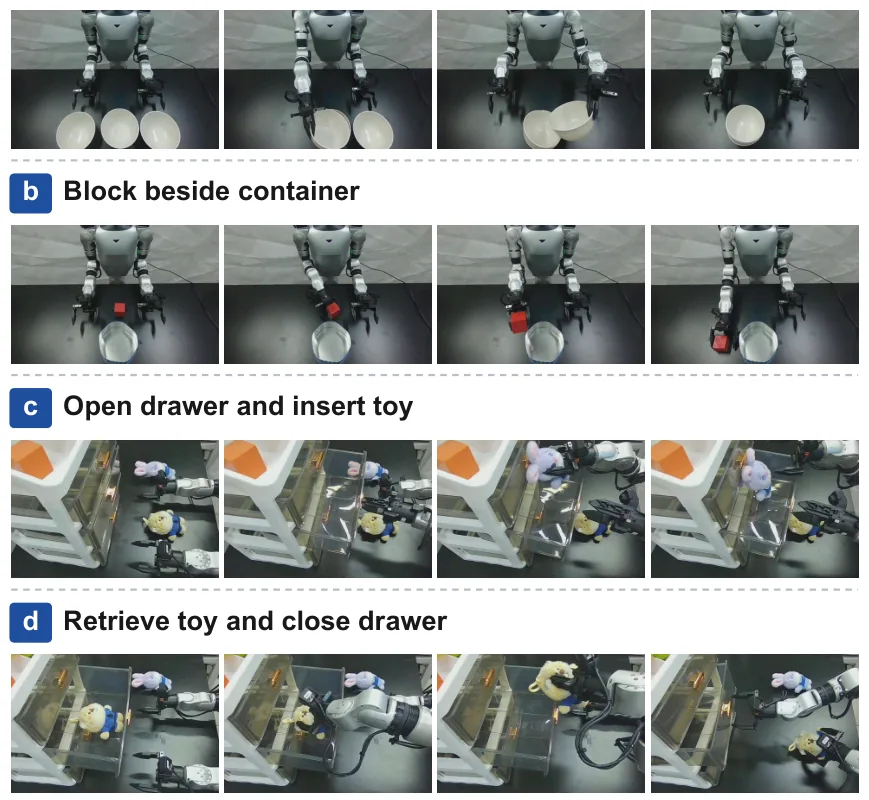 b Block beside container
c Open drawer and insert toy
d Retrieve toy and close drawer